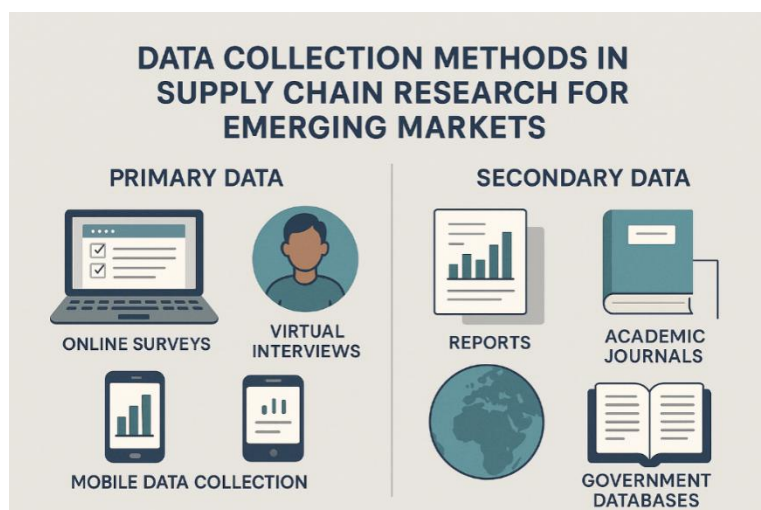 DATA COLLECTION METHODS IN
SUPPLY CHAIN RESEARCH FOR
EMERGING MARKETS
PRIMARY DATA
ONLINE SURVEYS
VIRTUAL
INTERVIEWS
MOBILE DATA COLLECTION
SECONDARY DATA
REPORTS
ACADEMIC
JOURNALS
GOVERNMENT
DATABASES